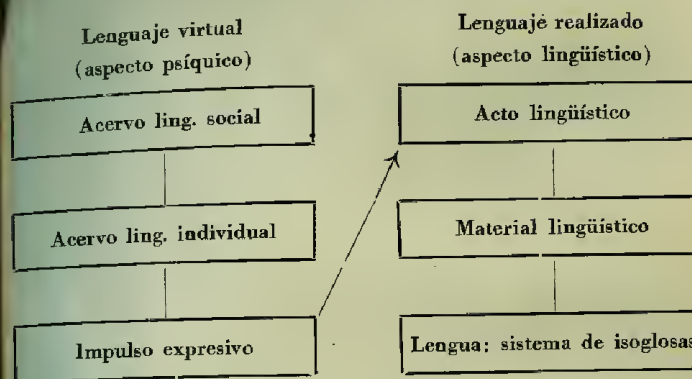 Lenguaje virtual
(aspecto psíquico)
Acervo ling. social
Acervo ling. individual
Impulso expresivo
Lenguaje realizado
(aspecto lingüístico)
Acto lingüístico
Material lingüístico
Lengua: sistema de isoglosas